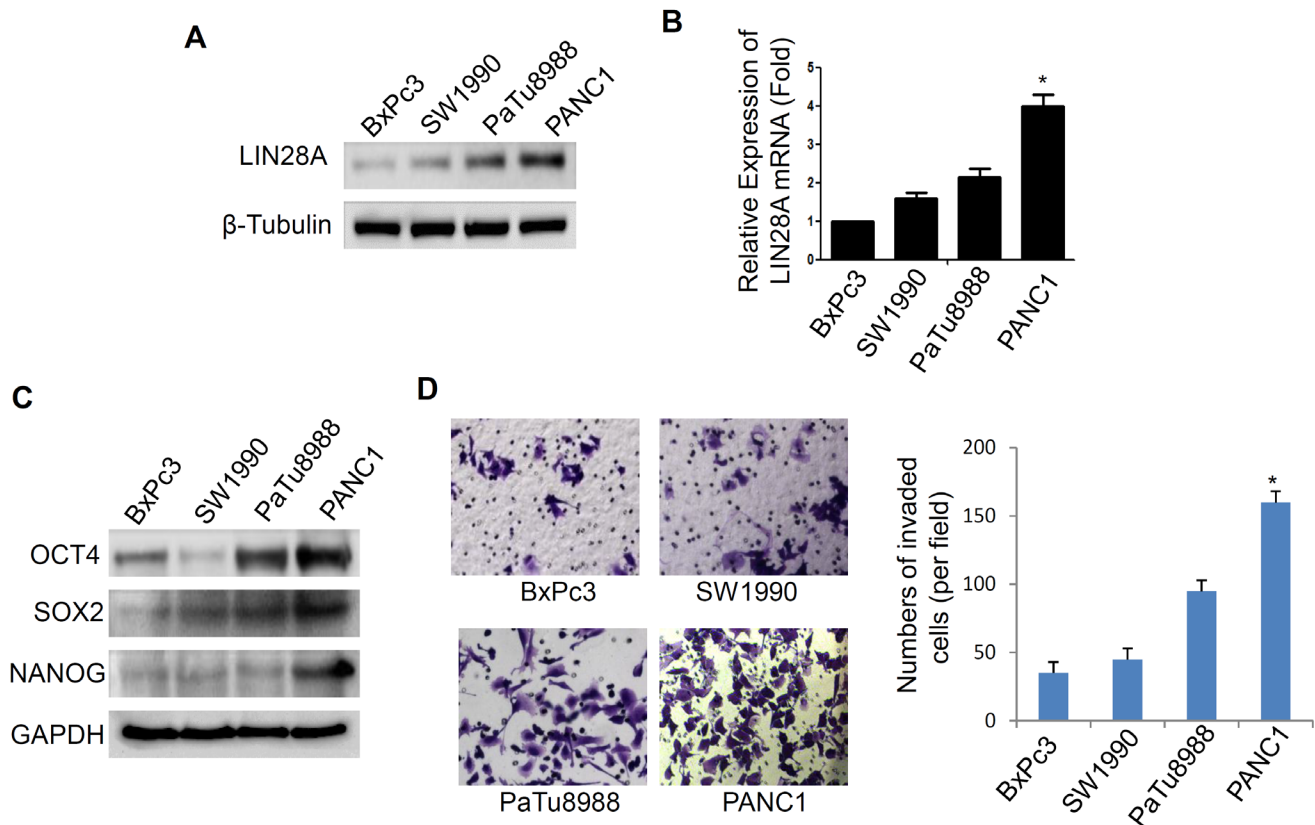 A
BxPc3
SW1990
PaTu8988
PANC1
LIN28A
β-Tubulin
B
Relative Expression of
LIN28A mRNA (Fold)
5
4
3
2
1
0
*
BxPc3
SW1990
PaTu8988
PANC1
C
BxPC3
SW1990
PaTu8988
PANC1
OCT4
SOX2
NANOG
GAPDH
D
BxPc3
SW1990
PaTu8988
PANC1
Numbers of invaded
cells (per field)
200
150
100
50
0
*
BxPc3
SW1990
PaTu8988
PANC1